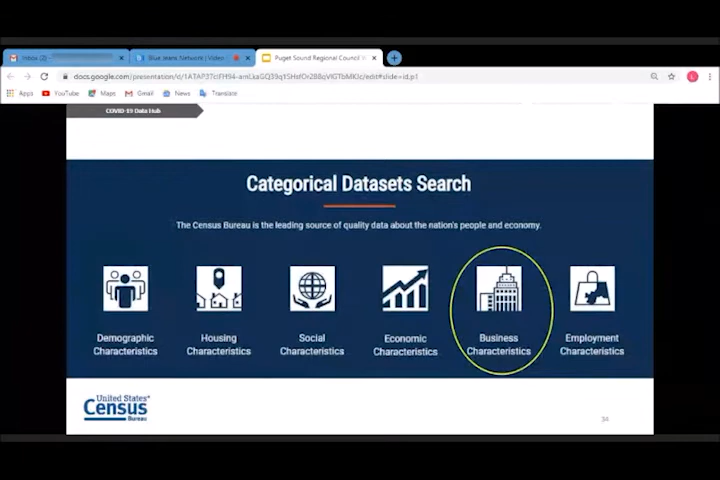 Inbox (2) -
Blue Jeans Network | Video
Puget Sound Regional Council
Apps
YouTube
Maps
Gmail
News
Translate
COVID-19 Data Hub
Categorical Datasets Search
The Census Bureau is the leading source of quality data about the nation's people and economy.
Demographic
Characteristics
Housing
Characteristics
Social
Characteristics
Economic
Characteristics
Business
Characteristics
Employment
Characteristics
United States
Census
Bureau
34